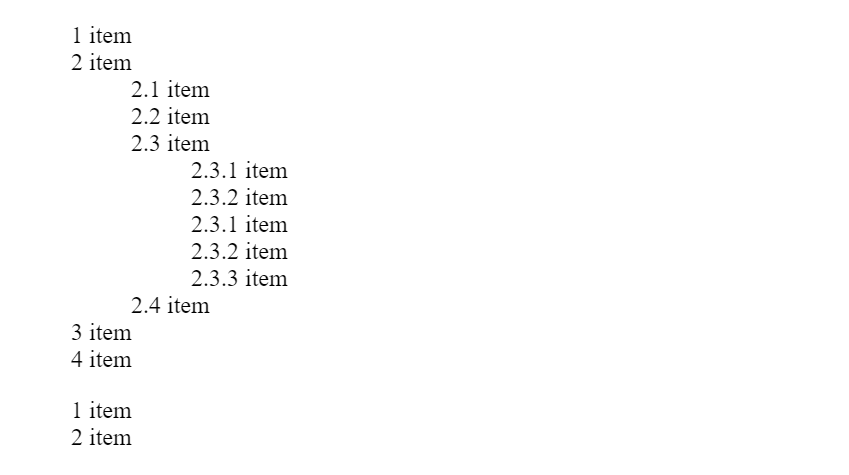 1 item
2 item
2.1 item
2.2 item
2.3 item
2.3.1 item
2.3.2 item
2.3.1 item
2.3.2 item
2.3.3 item
2.4 item
3 item
4 item
1 item
2 item